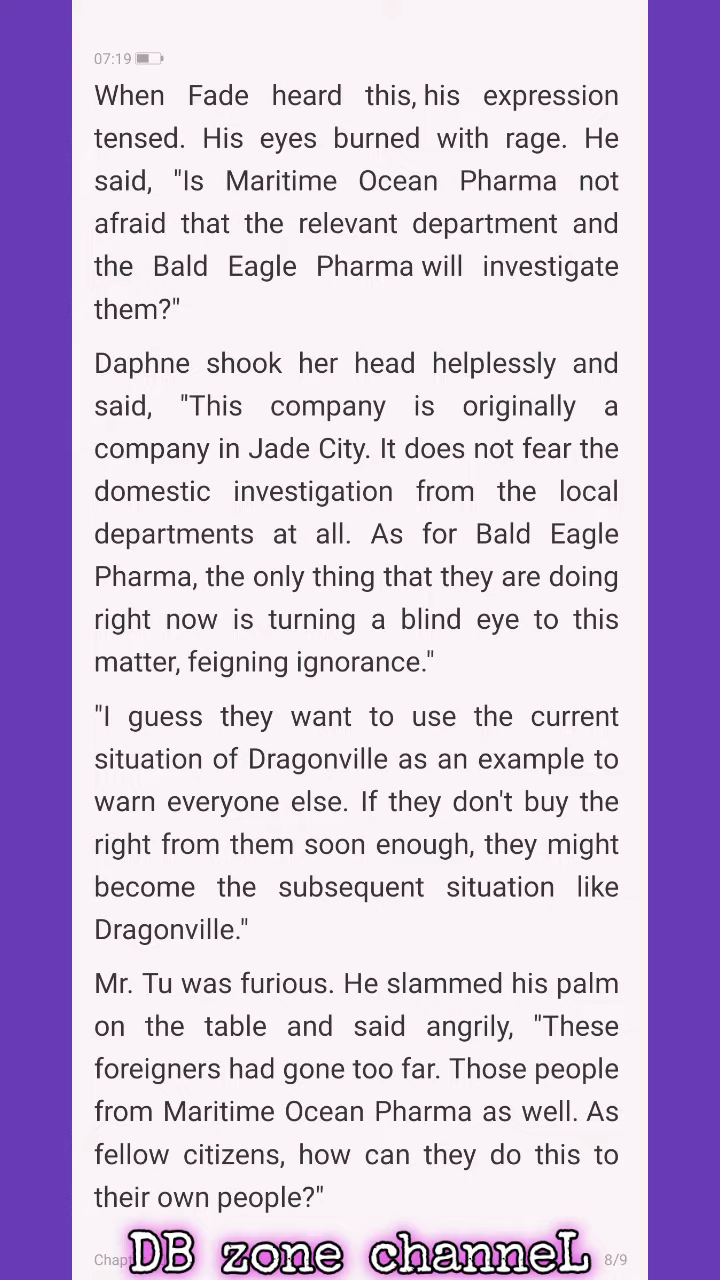 07:19
When Fade heard this, his expression
tensed. His eyes burned with rage. He
said, "Is Maritime Ocean Pharma not
afraid that the relevant department and
the Bald Eagle Pharma will investigate
them?"
Daphne shook her head helplessly and
said, "This company is originally a
company in Jade City. It does not fear the
domestic investigation from the local
departments at all. As for Bald Eagle
Pharma, the only thing that they are doing
right now is turning a blind eye to this
matter, feigning ignorance."
"I guess they want to use the current
situation of Dragonville as an example to
warn everyone else. If they don't buy the
right from them soon enough, they might
become the subsequent situation like
Dragonville."
Mr. Tu was furious. He slammed his palm
on the table and said angrily, "These
foreigners had gone too far. Those people
from Maritime Ocean Pharma as well. As
fellow citizens, how can they do this to
their own people?"
DB zone channeL
8/9